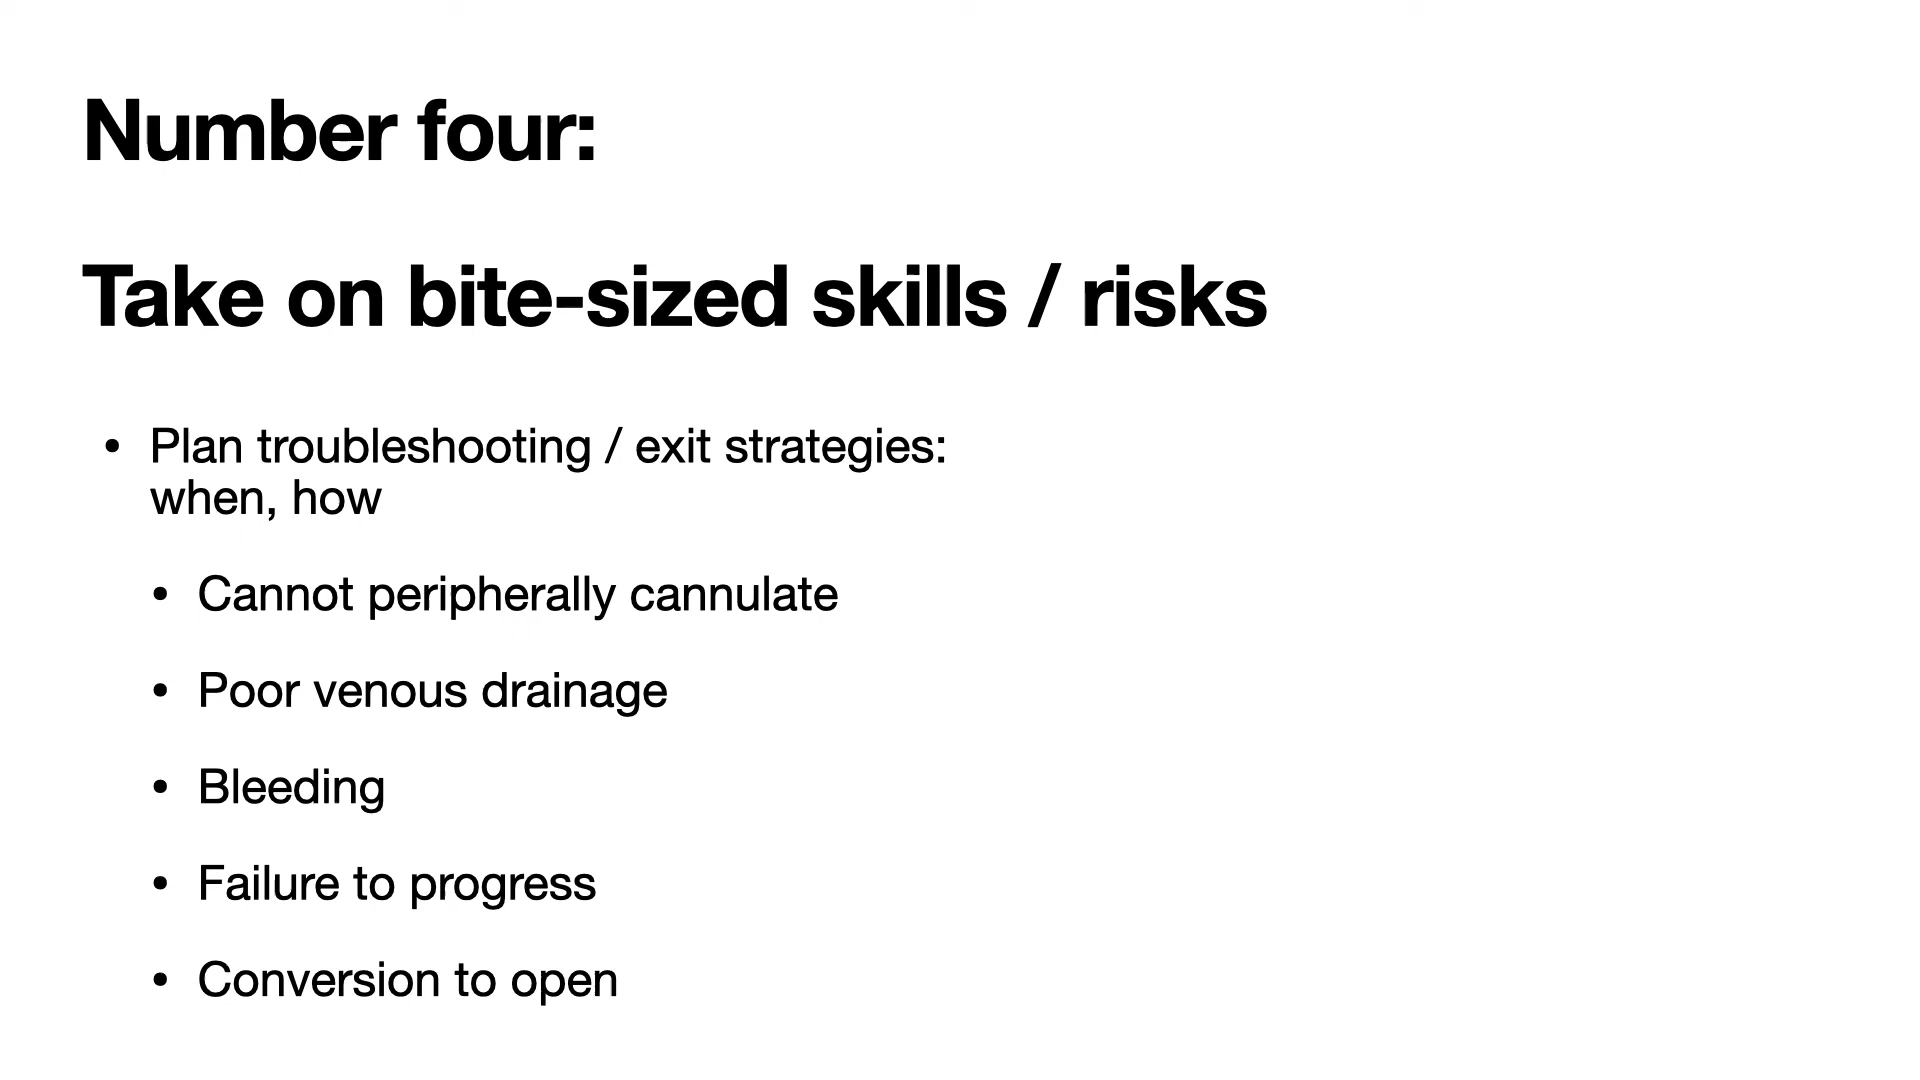 Number four:
Take on bite-sized skills / risks
• Plan troubleshooting / exit strategies:
when, how
• Cannot peripherally cannulate
• Poor venous drainage
• Bleeding
• Failure to progress
• Conversion to open